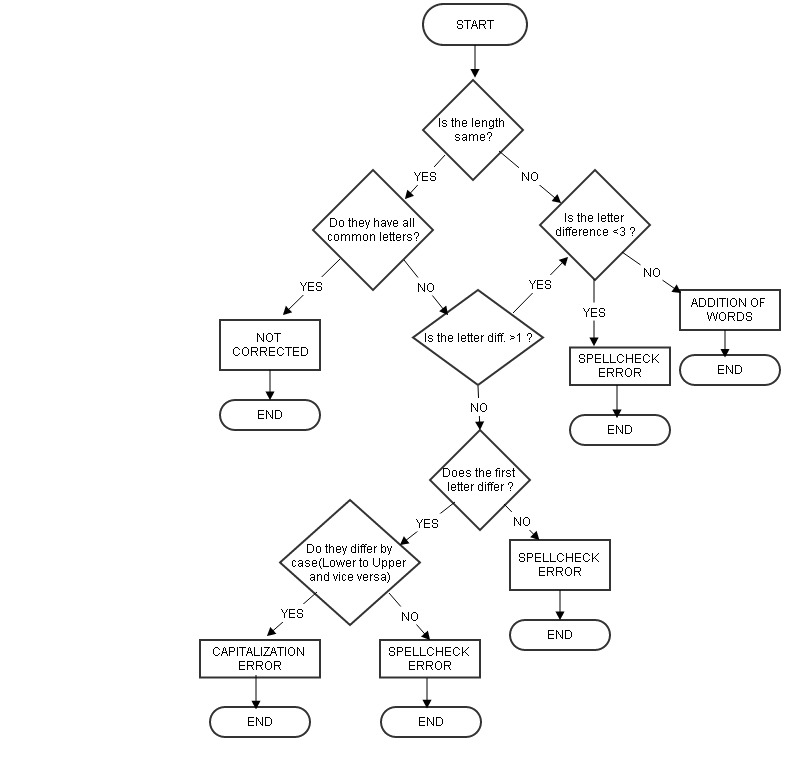 START
Is the length
same?
YES
NO
Do they have all
common letters?
Is the letter
difference <3 ?
YES
NO
YES
NO
YES
NOT
CORRECTED
Is the letter diff. >1 ?
ADDITION OF
WORDS
SPELLCHECK
ERROR
END
END
END
NO
Does the first
letter differ ?
YES
NO
Do they differ by
case(Lower to Upper
and vice versa)
SPELLCHECK
ERROR
END
YES
NO
CAPITALIZATION
ERROR
SPELLCHECK
ERROR
END
END